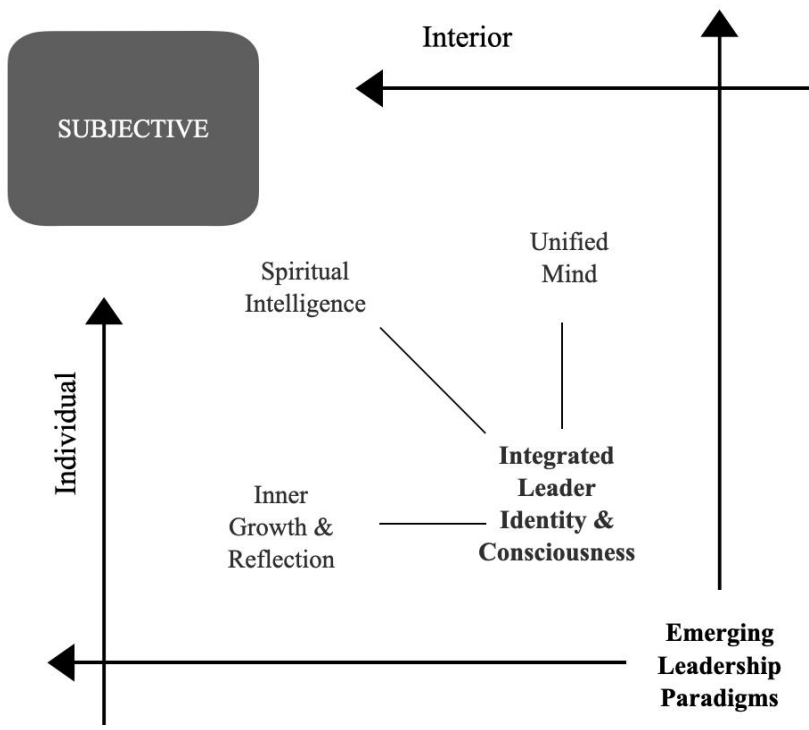 Interior
SUBJECTIVE
Unified
Mind
Spiritual
Intelligence
Individual
Integrated
Leader
Identity &
Consciousness
Inner
Growth &
Reflection
Emerging
Leadership
Paradigms